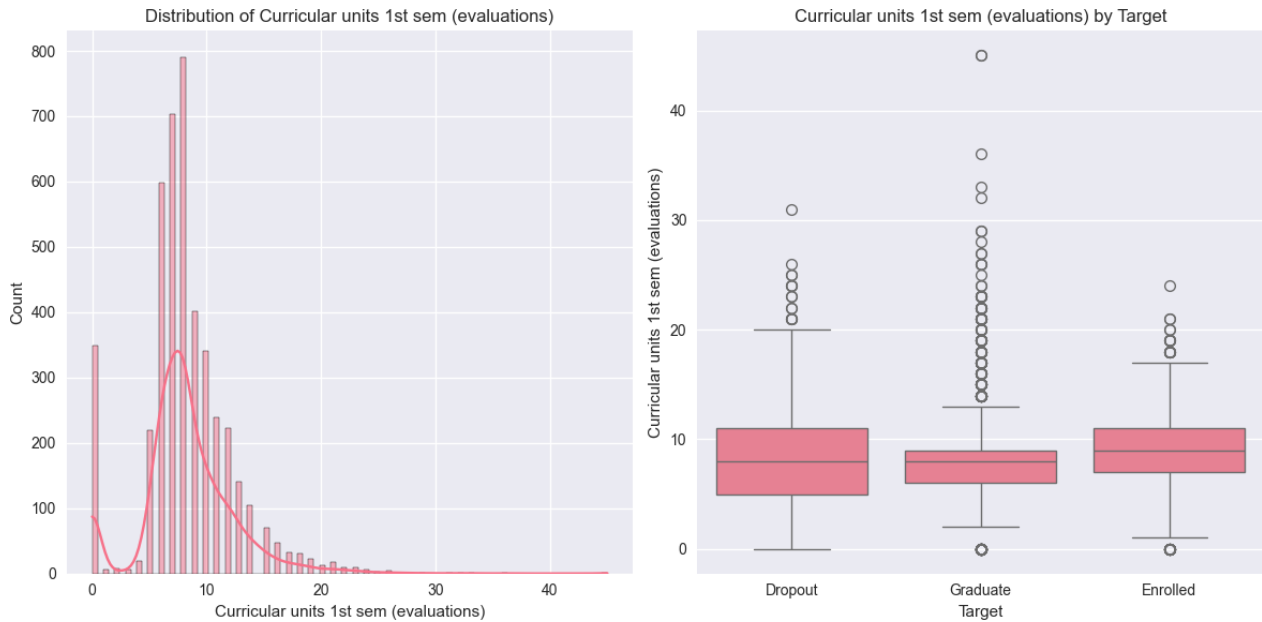 Distribution of Curricular units 1st sem (evaluations)
800
700
600
500
400
300
200
100
0
Count
0 10 20 30 40
Curricular units 1st sem (evaluations)
Curricular units 1st sem (evaluations) by Target
40
30
20
10
0
Curricular units 1st sem (evaluations)
Dropout Graduate Enrolled
Target